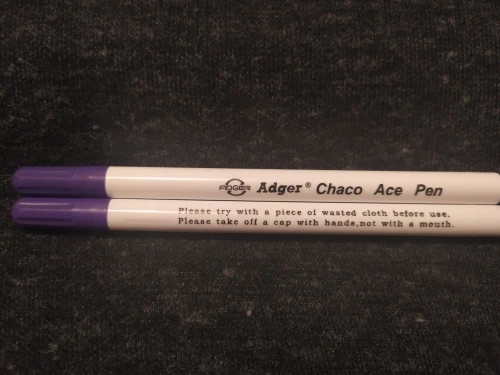 ADGER Adger® Chaco Ace Pen
Please try with a piece of wasted cloth before use.
Please take off a cap with hands,not with a mouth.